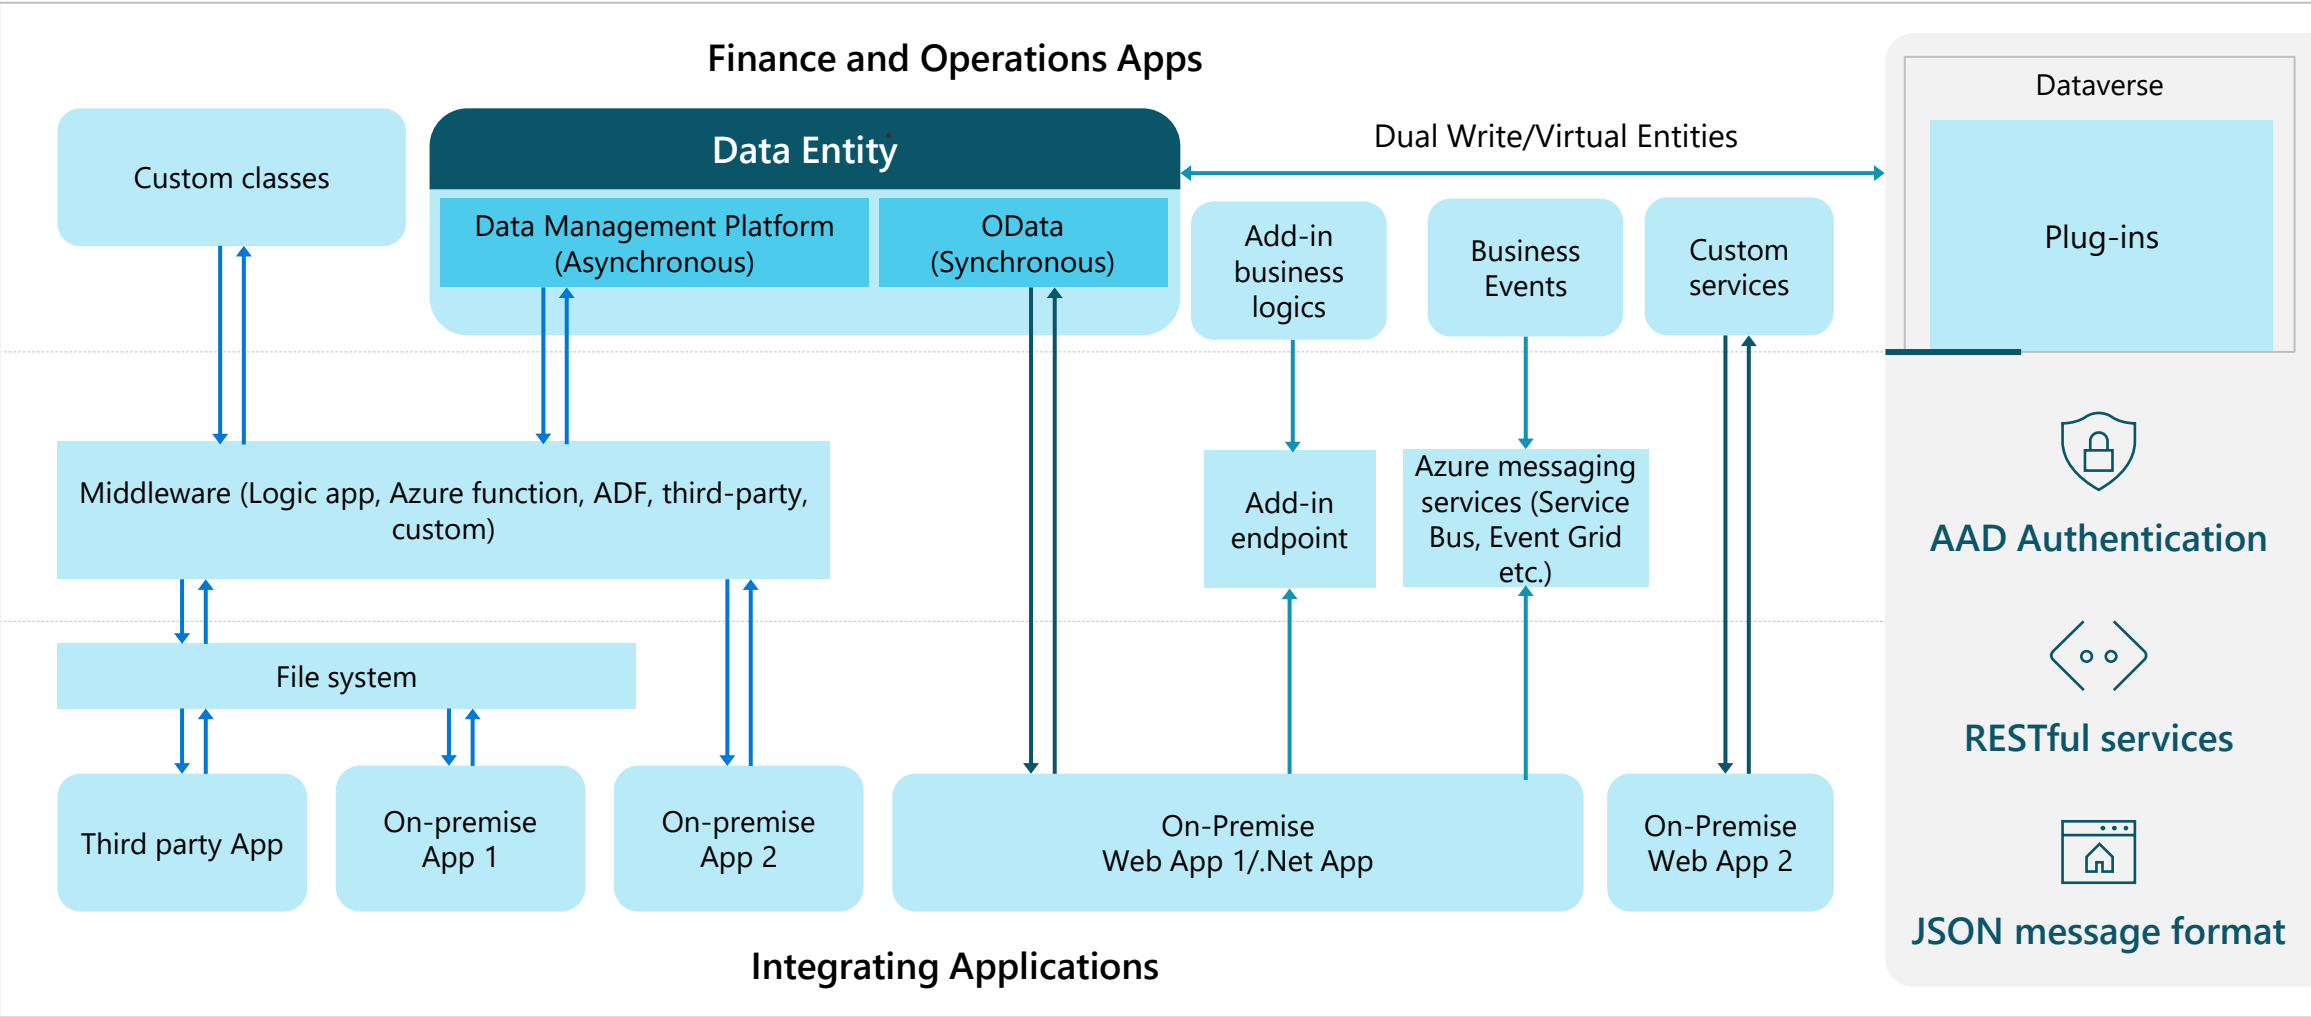 Finance and Operations Apps
Custom classes
Data Entity
Data Management Platform
(Asynchronous)
OData
(Synchronous)
Dual Write/Virtual Entities
Add-in
business
logics
Business
Events
Custom
services
Dataverse
Plug-ins
Middleware (Logic app, Azure function, ADF, third-party,
custom)
Add-in
endpoint
Azure messaging
services (Service
Bus, Event Grid
etc.)
File system
Third party App
On-premise
App 1
On-premise
App 2
On-Premise
Web App 1/.Net App
On-Premise
Web App 2
Integrating Applications
AAD Authentication
RESTful services
JSON message format